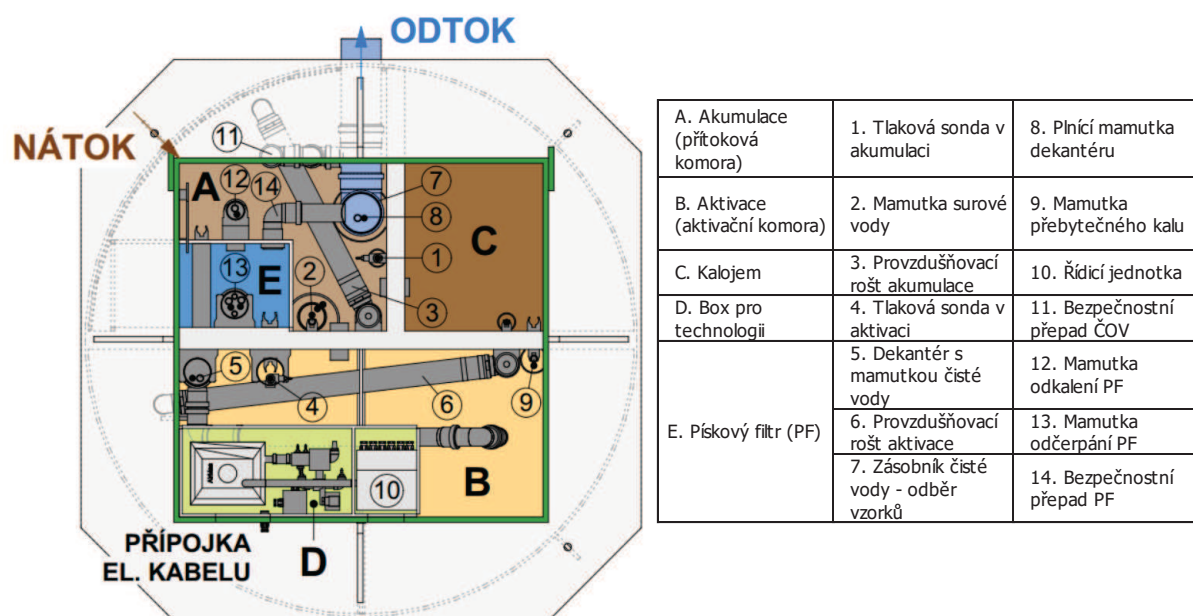 ODTOK
NÁTOK
11
A
12
14
7
8
C
1
E
13
2
3
5
4
6
9
B
10
PŘÍPOJKA
EL. KABELU
D
A. Akumulace
(přítoková
komora)
1. Tlaková sonda v
akumulaci
8. Plnící mamutka
dekantéru
B. Aktivace
(aktivační komora)
2. Mamutka surové
vody
9. Mamutka
přebytečného kalu
C. Kalojem
3. Provzdušňovací
rošt akumulace
10. Řídicí jednotka
D. Box pro
technologii
4. Tlaková sonda v
aktivaci
11. Bezpečnostní
přepad ČOV
E. Pískový filtr (PF)
5. Dekantér s
mamutkou čisté
vody
12. Mamutka
odkalení PF
6. Provzdušňovací
rošt aktivace
13. Mamutka
odčerpání PF
7. Zásobník čisté
vody - odběr
vzorků
14. Bezpečnostní
přepad PF